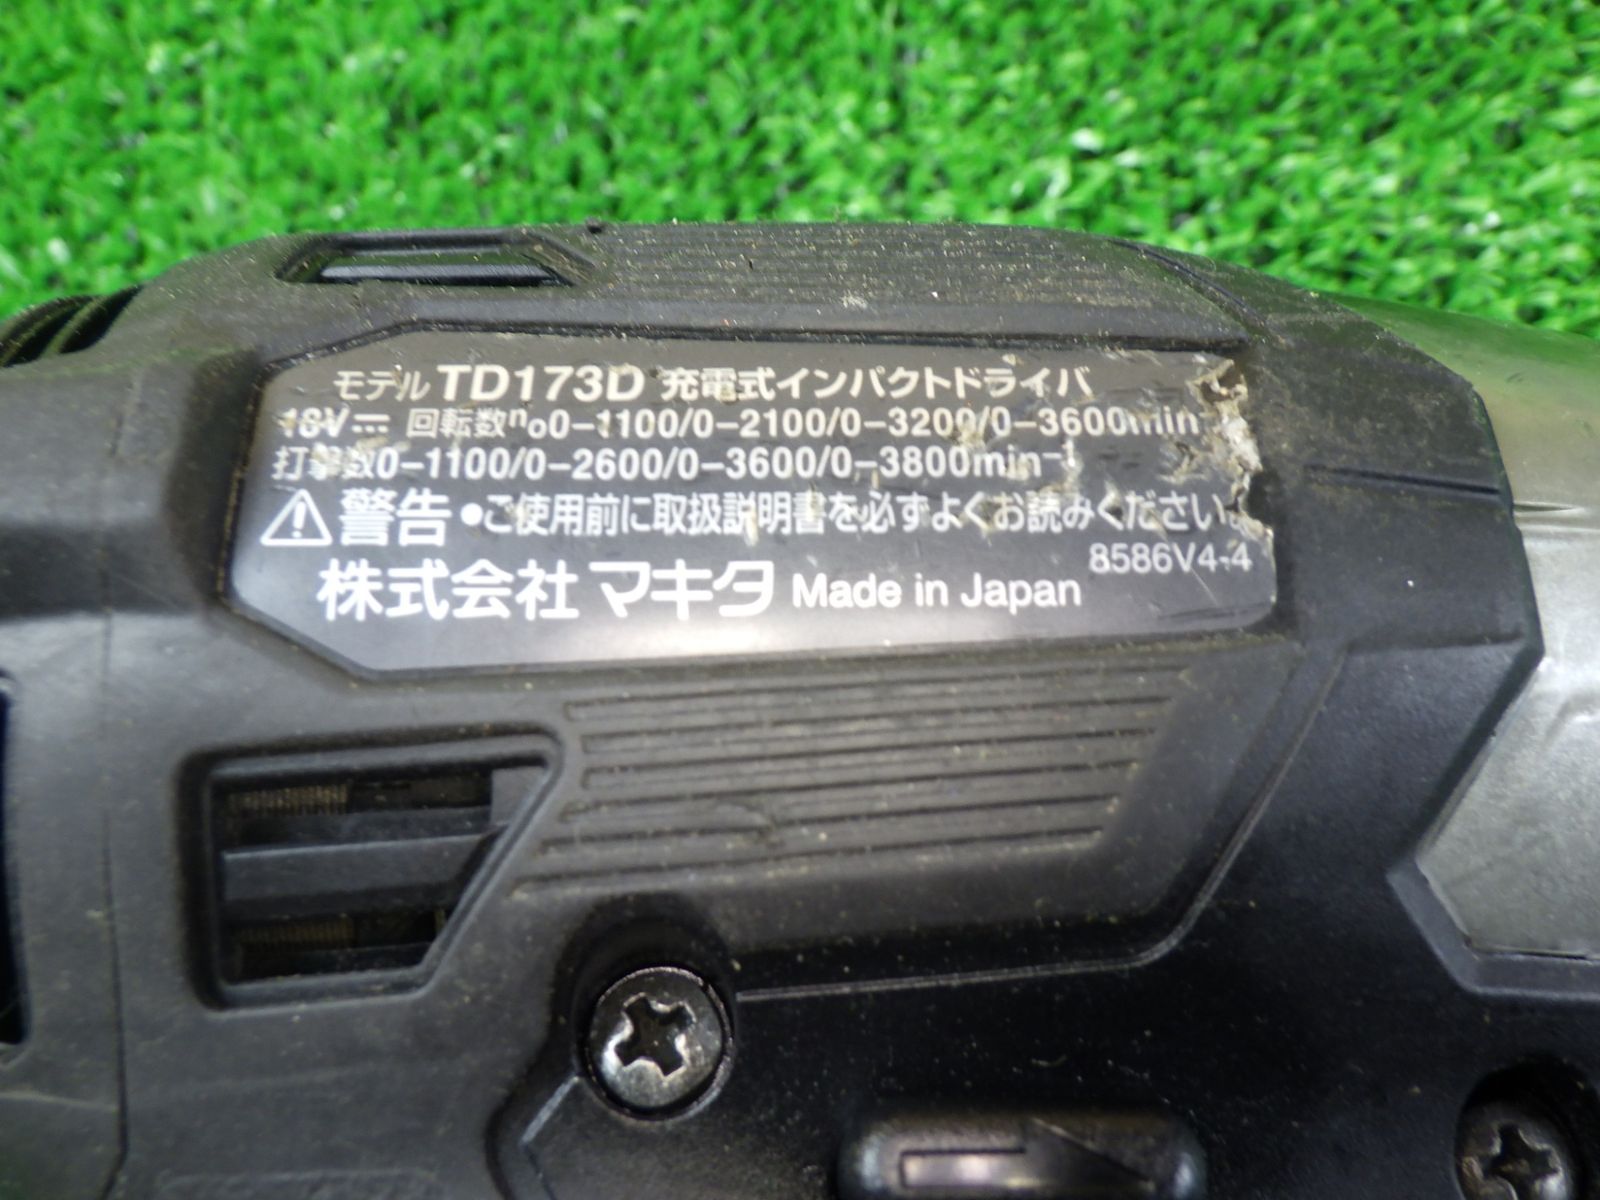 モデル TD173D 充電式インパクトドライバ
18V⎓ 回転数n₀0-1100/0-2100/0-3200/0-3600min⁻
打撃数0-1100/0-2600/0-3600/0-3800min⁻¹
⚠警告 •ご使用前に取扱説明書を必ずよくお読みください。
8586V4-4
株式会社マキタ Made in Japan